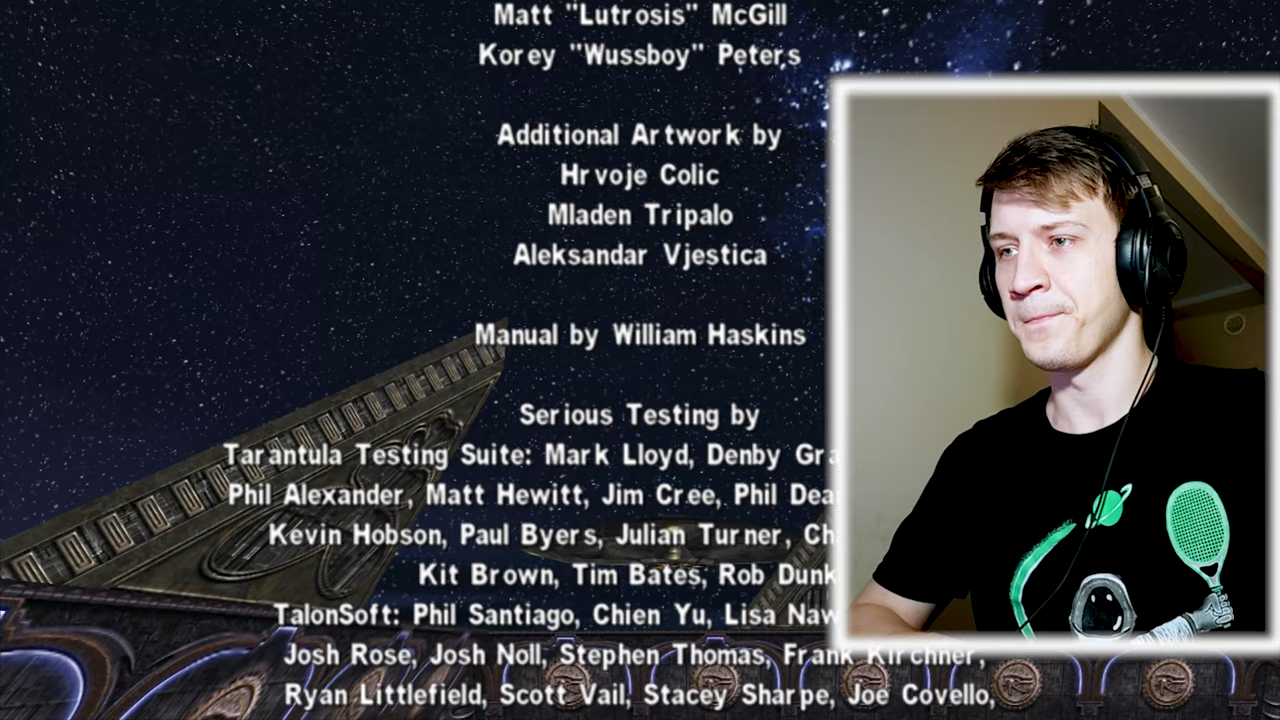 Matt "Lutrosis" McGill
Korey "Wussboy" Peters
Additional Artwork by
Hrvoje Colic
Mladen Tripalo
Aleksandar Vjestica
Manual by William Haskins
Serious Testing by
Tarantula Testing Suite: Mark Lloyd, Denby
Phil Alexander, Matt Hewitt, Jim Cree, Phil
Kevin Hobson, Paul Byers, Julian Turner,
Kit Brown, Tim Bates, Rob
TalonSoft: Phil Santiago, Chien Yu, Lisa
Josh Rose, Josh Noll, Stephen Thomas, Frank Kirchner,
Ryan Littlefield, Scott Vail, Stacey Sharpe, Joe Covello,